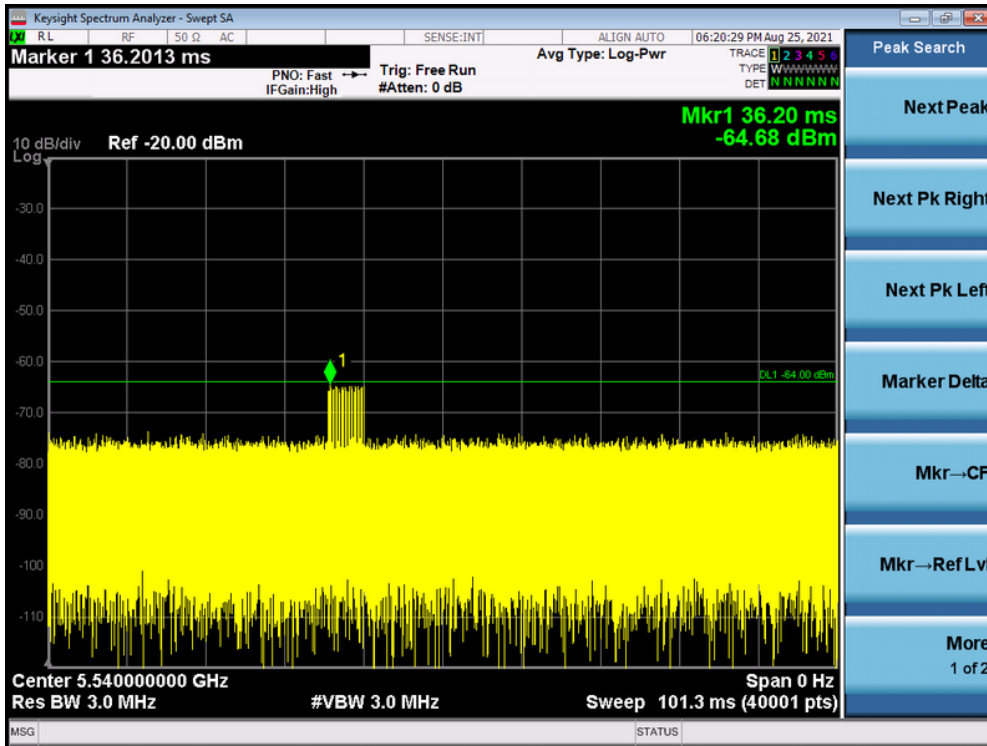 Keysight Spectrum Analyzer - Swept SA
LXI RL RF 50 Ω AC SENSE:INT ALIGN AUTO 06:20:29 PM Aug 25, 2021
Marker 1 36.2013 ms Avg Type: Log-Pwr TRACE 1 2 3 4 5 6
PNO: Fast Trig: Free Run TYPE WWWWWW
IFGain:High #Atten: 0 dB DET N N N N N N
Peak Search
Mkr1 36.20 ms
10 dB/div Ref -20.00 dBm -64.68 dBm
Log
Next Peak
-30.0
Next Pk Right
-40.0
Next Pk Left
-50.0
-60.0
1
DL1 -64.00 dBm
Marker Delta
-70.0
-80.0
Mkr→CF
-90.0
-100
Mkr→Ref Lvl
-110
More
1 of 2
Center 5.540000000 GHz Span 0 Hz
Res BW 3.0 MHz #VBW 3.0 MHz Sweep 101.3 ms (40001 pts)
MSG STATUS